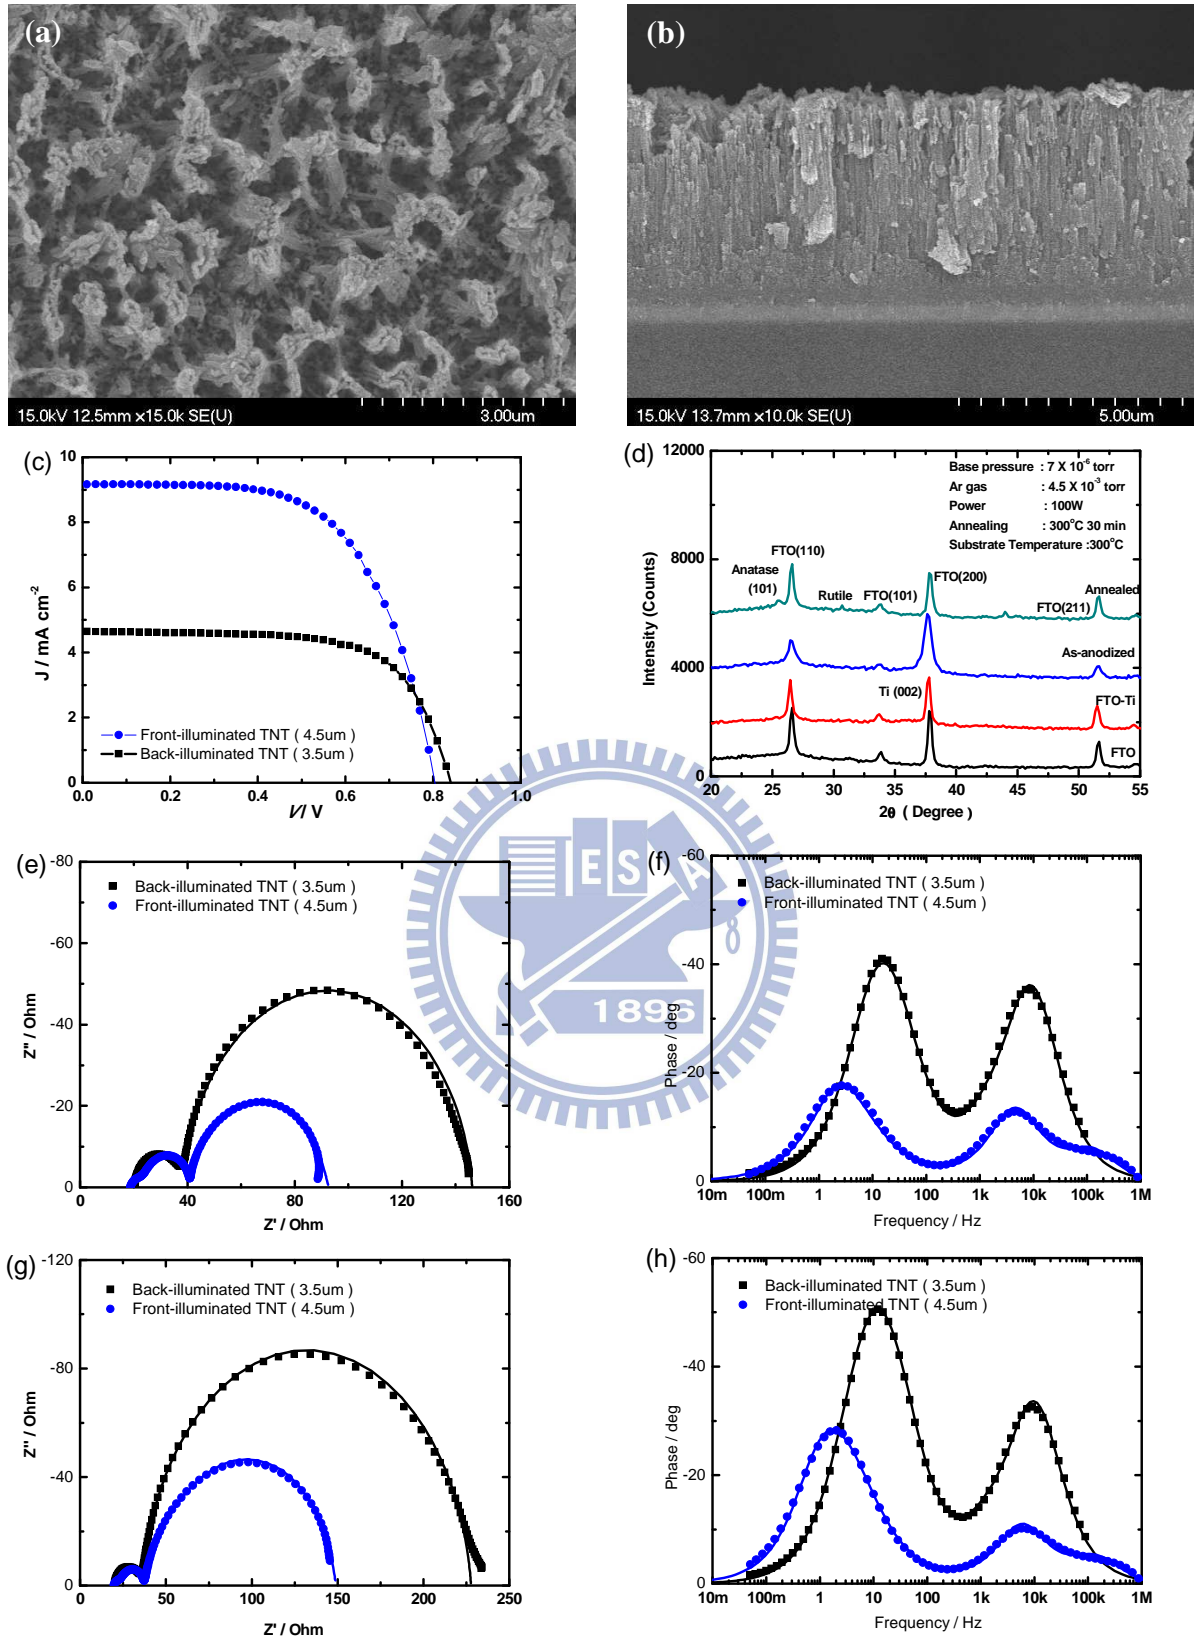 (a)
15.0kV 12.5mm x15.0k SE(U)
3.00um
(b)
15.0kV 13.7mm x10.0k SE(U)
5.00um
(c)
J / mA cm-2
10
8
6
4
2
0
Front-illuminated TNT ( 4.5um )
Back-illuminated TNT ( 3.5um )
0.0 0.2 0.4 0.6 0.8 1.0
V/ V
(d)
Intensity (Counts)
12000
8000
4000
0
Base pressure : 7 X 10-6 torr
Ar gas : 4.5 X 10-3 torr
Power : 100W
Annealing : 300oC 30 min
Substrate Temperature :300oC
FTO(110)
Anatase
(101)
Rutile
FTO(101)
FTO(200)
FTO(211)
Annealed
As-anodized
Ti (002)
FTO-Ti
FTO
20 25 30 35 40 45 50 55
2θ ( Degree )
(e)
Z'' / Ohm
-80
-60
-40
-20
0
Back-illuminated TNT ( 3.5um )
Front-illuminated TNT ( 4.5um )
0 40 80 120 160
Z' / Ohm
(f)
Phase / deg
-60
-40
-20
0
Back-illuminated TNT ( 3.5um )
Front-illuminated TNT ( 4.5um )
10m 100m 1 10 100 1k 10k 100k 1M
Frequency / Hz
E S A
1896
(g)
Z'' / Ohm
-120
-80
-40
0
Back-illuminated TNT ( 3.5um )
Front-illuminated TNT ( 4.5um )
0 50 100 150 200 250
Z' / Ohm
(h)
Phase / deg
-60
-40
-20
0
Back-illuminated TNT ( 3.5um )
Front-illuminated TNT ( 4.5um )
10m 100m 1 10 100 1k 10k 100k 1M
Frequency / Hz